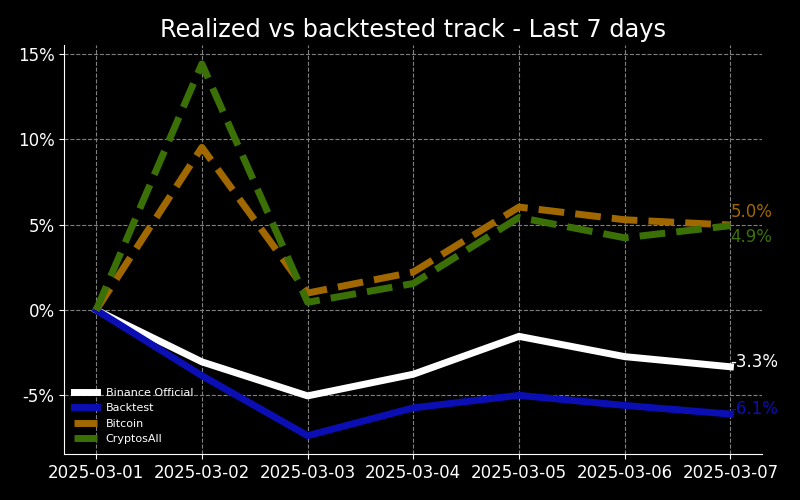 Realized vs backtested track - Last 7 days
15%
10%
5%
0%
-5%
5.0%
4.9%
-3.3%
-6.1%
Binance Official
Backtest
Bitcoin
CryptosAll
2025-03-01 2025-03-02 2025-03-03 2025-03-04 2025-03-05 2025-03-06 2025-03-07